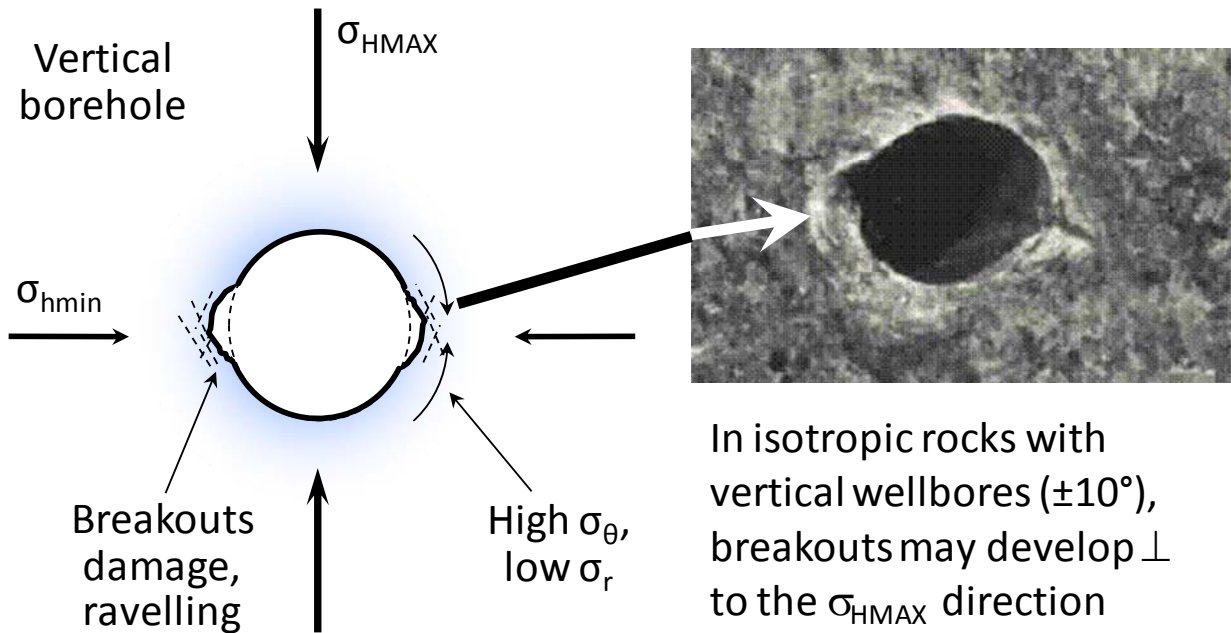 Vertical
borehole
σHMAX
σhmin
Breakouts
damage,
ravelling
High σθ,
low σr
In isotropic rocks with
vertical wellbores (±10°),
breakouts may develop ⊥
to the σHMAX direction